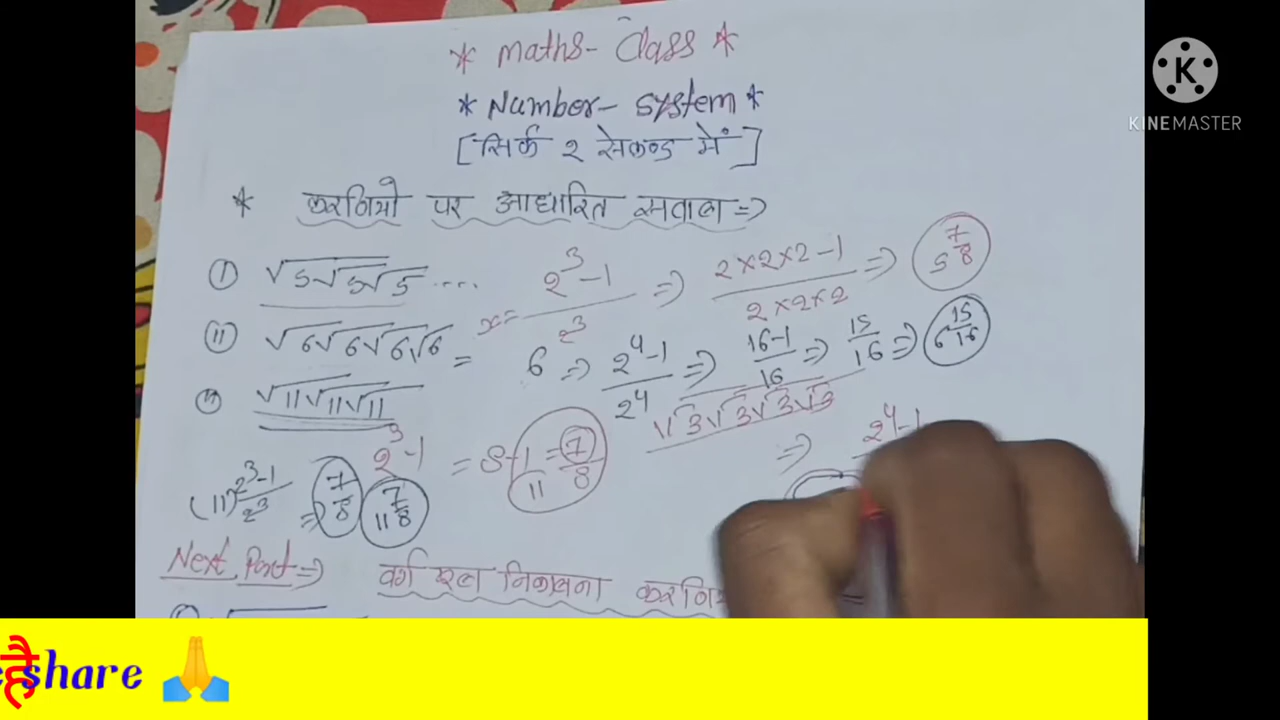 * Maths- Class *
* Number- System *
[सिर्फ 2 सेकण्ड में]
* करणियो पर आधारित सवाल =>
(I) √5√5√5 .... x = 2³-1/2³ => 2×2×2-1/2×2×2 => 5^7/8
(II) √6√6√6√6 = 6 => 2⁴-1/2⁴ => 16-1/16 => 15/16 => 6^15/16
√11√11√11
√3√3√3√3 => 2⁴-1
2³-1 = 8-1 = 7/8
11
(11)^2³-1/2³ => 7/8 11^7/8
Next Part => वर्ग मूल निकालना
KINEMASTER
है share 🙏